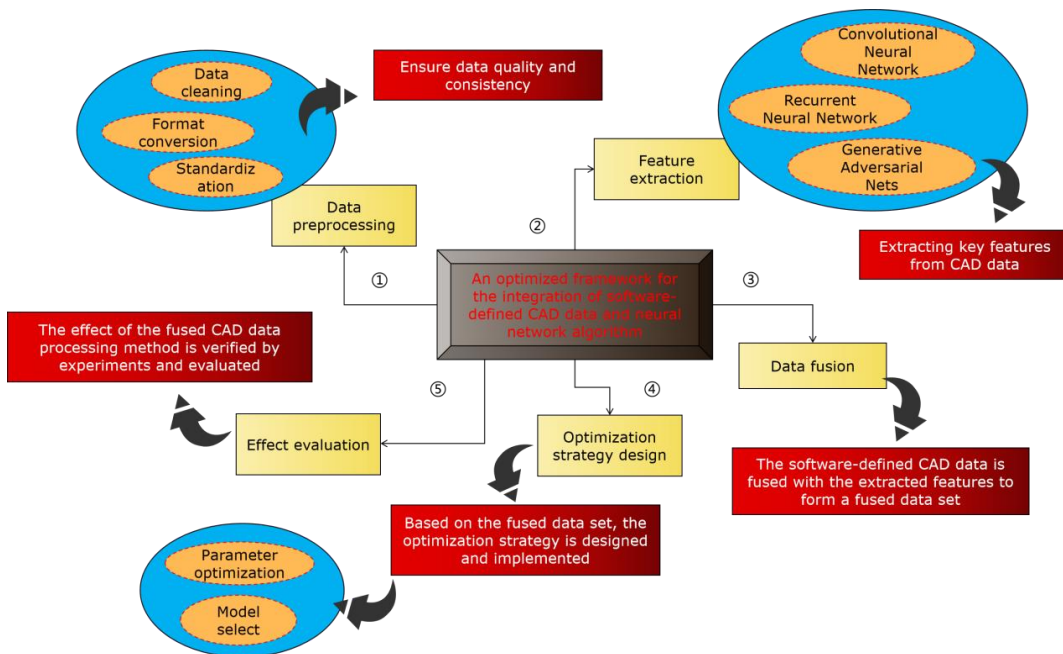 Data
cleaning
Format
conversion
Standardiz
ation
Ensure data quality and
consistency
Data
preprocessing
①
②
Feature
extraction
Convolutional
Neural
Network
Recurrent
Neural Network
Generative
Adversarial
Nets
Extracting key features
from CAD data
An optimized framework for
the integration of software-
defined CAD data and neural
network algorithm
③
Data fusion
The software-defined CAD data is
fused with the extracted features to
form a fused data set
④
Optimization
strategy design
Based on the fused data set, the
optimization strategy is designed
and implemented
Parameter
optimization
Model
select
⑤
Effect evaluation
The effect of the fused CAD data
processing method is verified by
experiments and evaluated